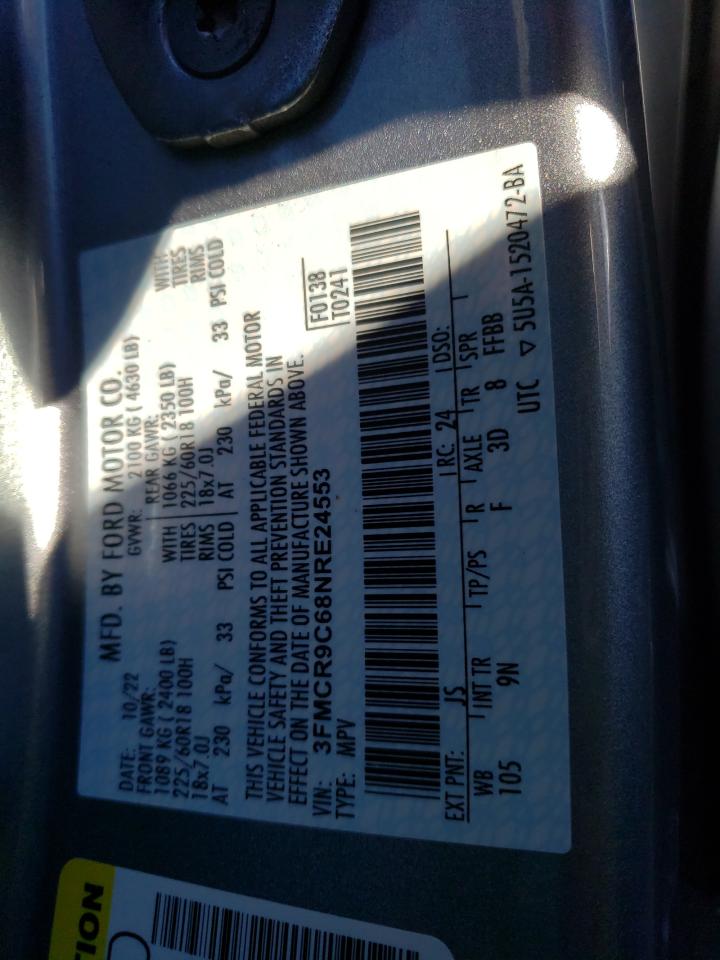 MFD. BY FORD MOTOR CO.
DATE: 10/22 GVWR: 2100 KG ( 4630 LB)
FRONT GAWR: REAR GAWR:
1089 KG ( 2400 LB) WITH 1066 KG ( 2350 LB) WITH
225/60R18 100H TIRES 225/60R18 100H TIRES
18x7.0J RIMS 18x7.0J RIMS
AT 230 kPa/ 33 PSI COLD AT 230 kPa/ 33 PSI COLD
THIS VEHICLE CONFORMS TO ALL APPLICABLE FEDERAL MOTOR
VEHICLE SAFETY AND THEFT PREVENTION STANDARDS IN
EFFECT ON THE DATE OF MANUFACTURE SHOWN ABOVE.
VIN: 3FMCR9C68NRE24553 F0138
TYPE: MPV T0241
EXT PNT: JS RC: 24 DSO:
WB INT TR TP/PS R AXLE TR SPR
105 9N F 3D 8 FFBB
UTC ▽ 5U5A-1520472-BA
TION